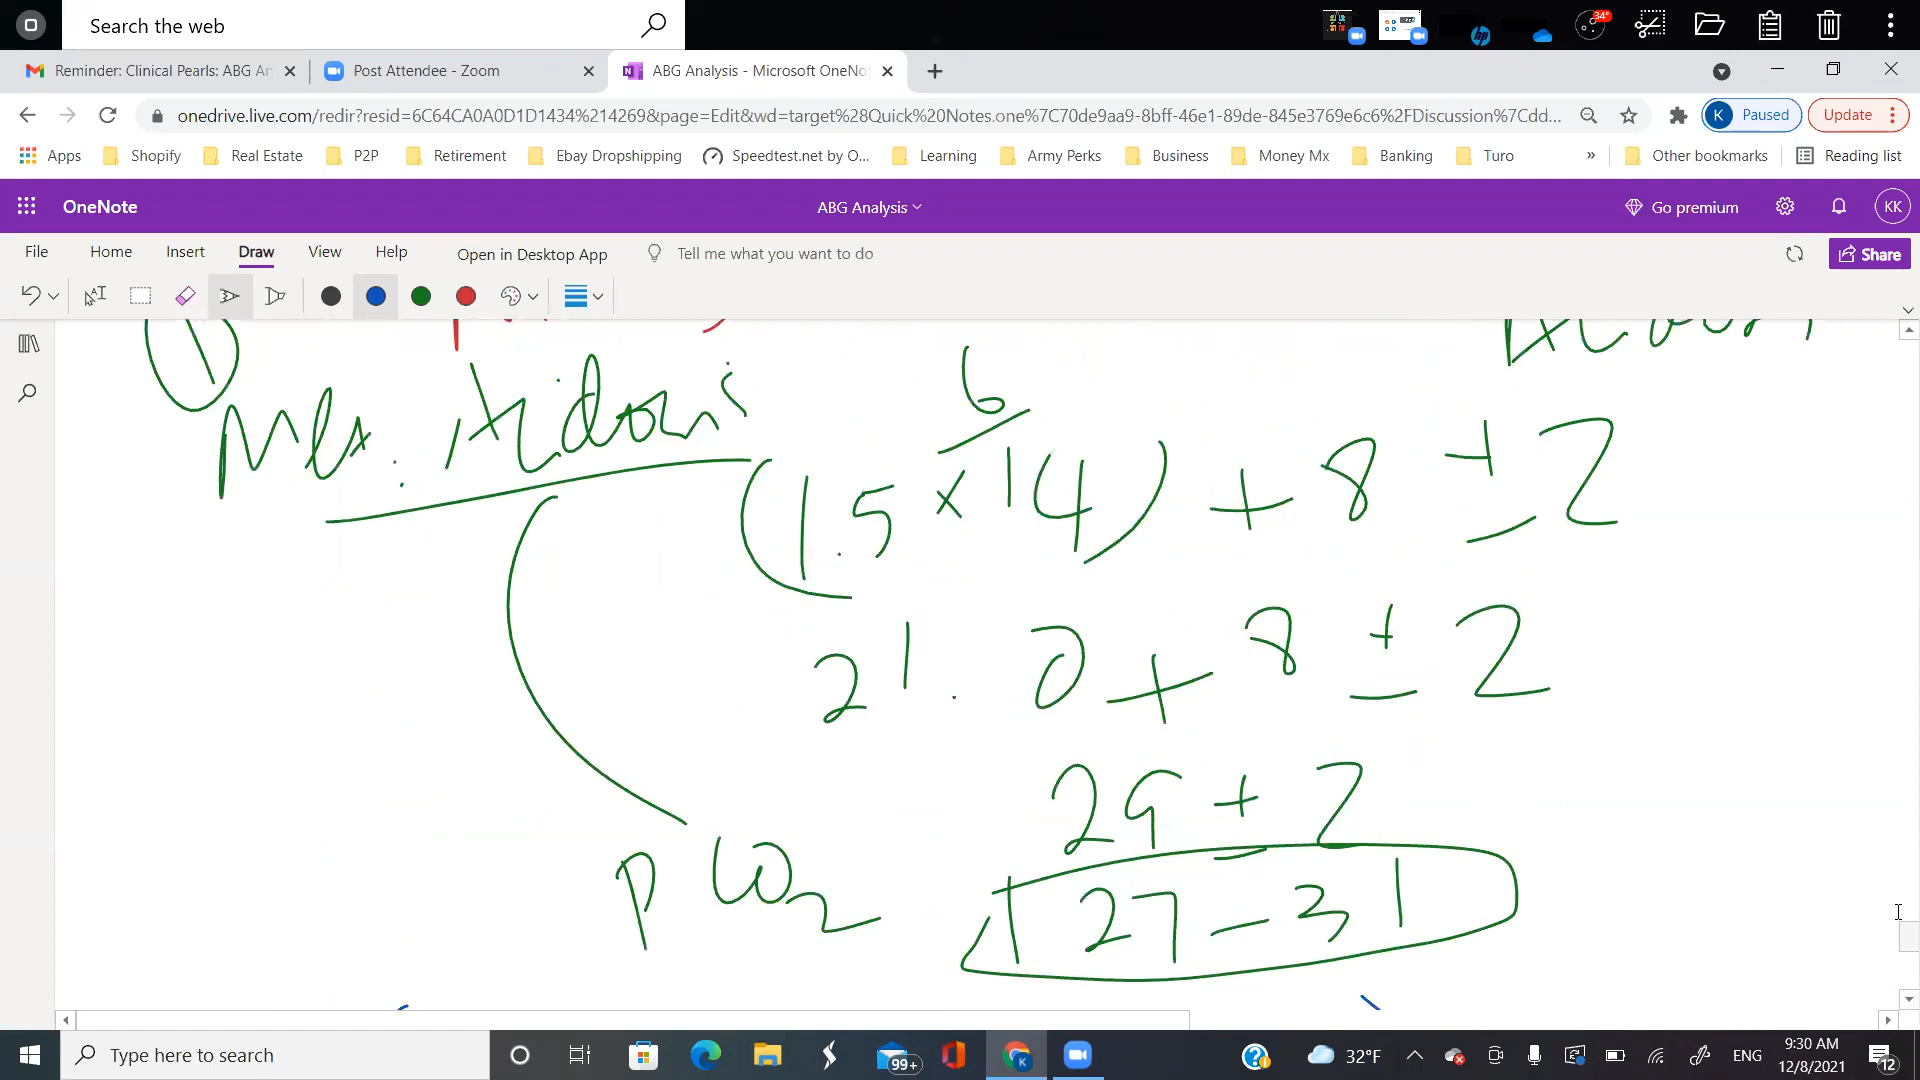 Search the web
34°
Reminder: Clinical Pearls: ABG Ar
Post Attendee - Zoom
ABG Analysis - Microsoft OneNo
onedrive.live.com/redir?resid=6C64CA0A0D1D1434%214269&page=Edit&wd=target%28Quick%20Notes.one%7C70de9aa9-8bff-46e1-89de-845e3769e6c6%2FDiscussion%7Cdd...
K Paused
Update
Apps Shopify Real Estate P2P Retirement Ebay Dropshipping Speedtest.net by O... Learning Army Perks Business Money Mx Banking Turo » Other bookmarks Reading list
OneNote
ABG Analysis
Go premium
KK
File Home Insert Draw View Help Open in Desktop App Tell me what you want to do
Share
6
(1.5 x 14) + 8 ± 2
21.0 + 8 ± 2
29 ± 2
PCO2 27 - 31
Type here to search
99+
32°F
ENG
9:30 AM
12/8/2021
12